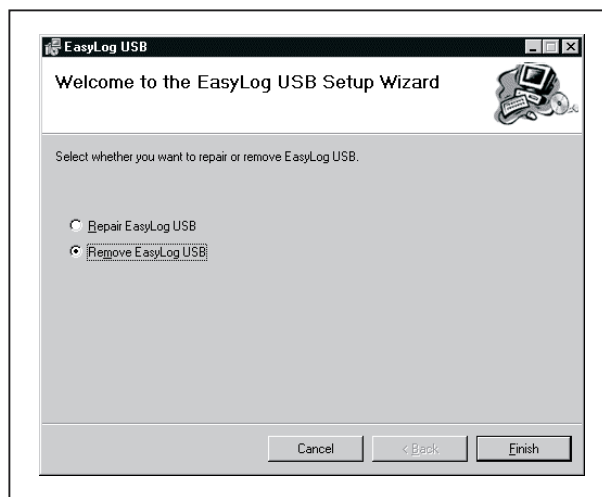 EasyLog USB
Welcome to the EasyLog USB Setup Wizard
Select whether you want to repair or remove EasyLog USB.
Repair EasyLog USB
Remove EasyLog USB
Cancel
< Back
Finish